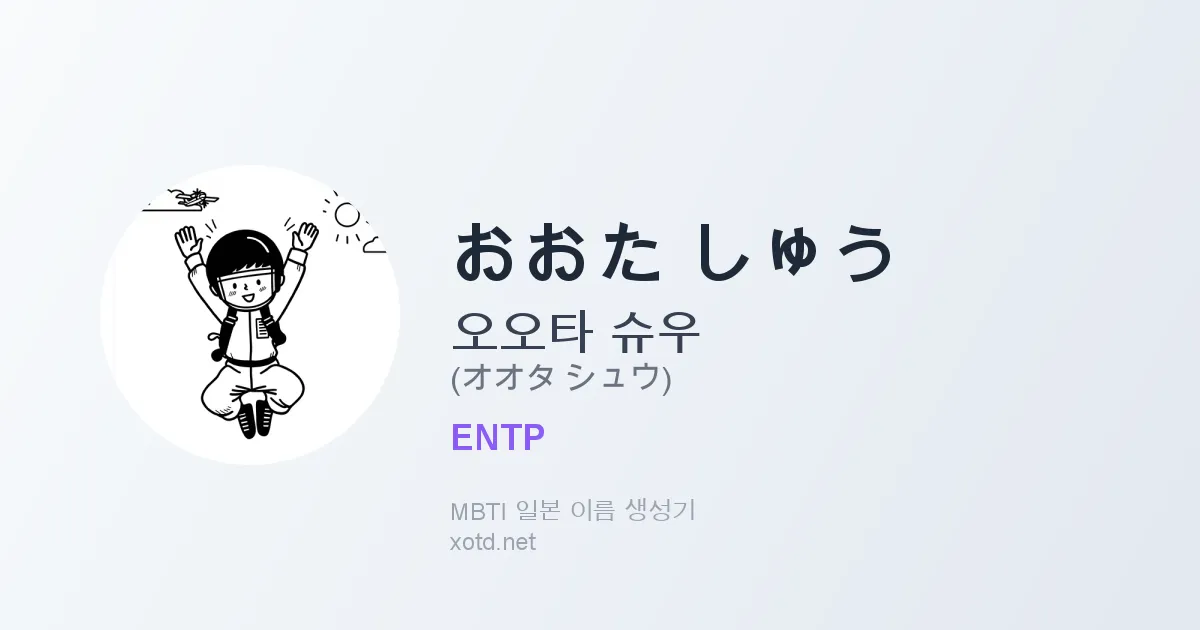 おおた しゅう
오오타 슈우
(オオタ シュウ)
ENTP
MBTI 일본 이름 생성기
xotd.net